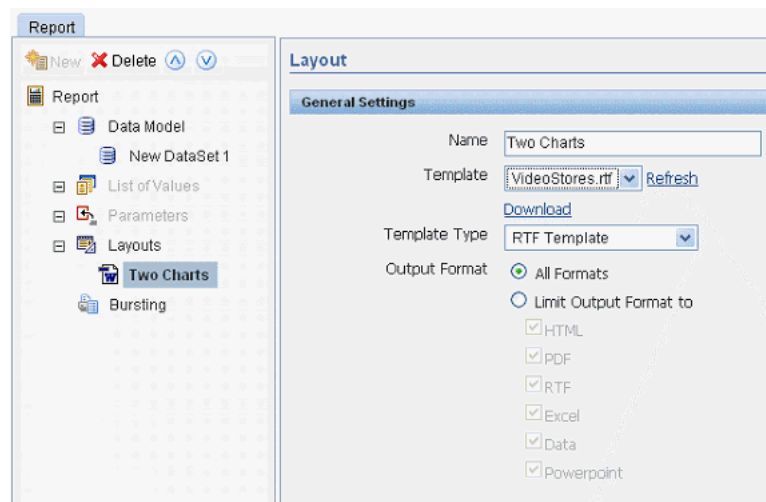 Report
New Delete
Report
Data Model
New DataSet 1
List of Values
Parameters
Layouts
Two Charts
Bursting
Layout
General Settings
Name Two Charts
Template VideoStores.rtf Refresh
Download
Template Type RTF Template
Output Format All Formats
Limit Output Format to
HTML
PDF
RTF
Excel
Data
Powerpoint